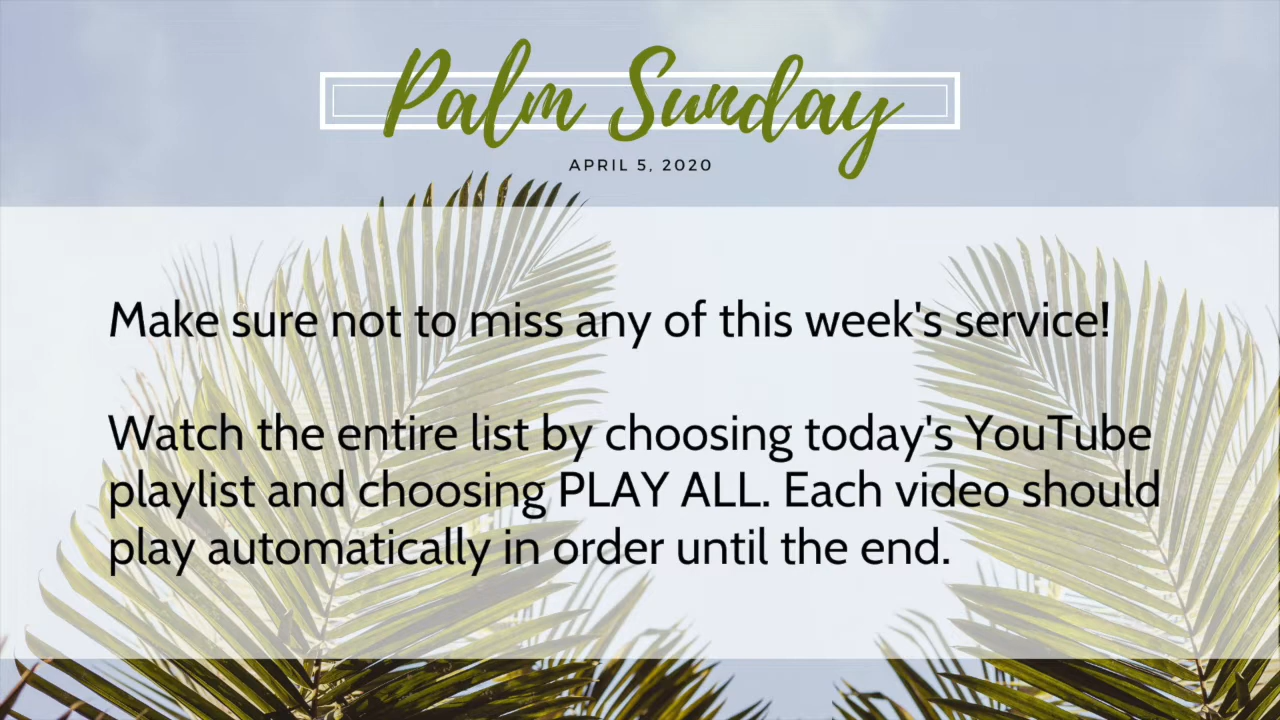 Palm Sunday
APRIL 5, 2020
Make sure not to miss any of this week's service!
Watch the entire list by choosing today's YouTube
playlist and choosing PLAY ALL. Each video should
play automatically in order until the end.